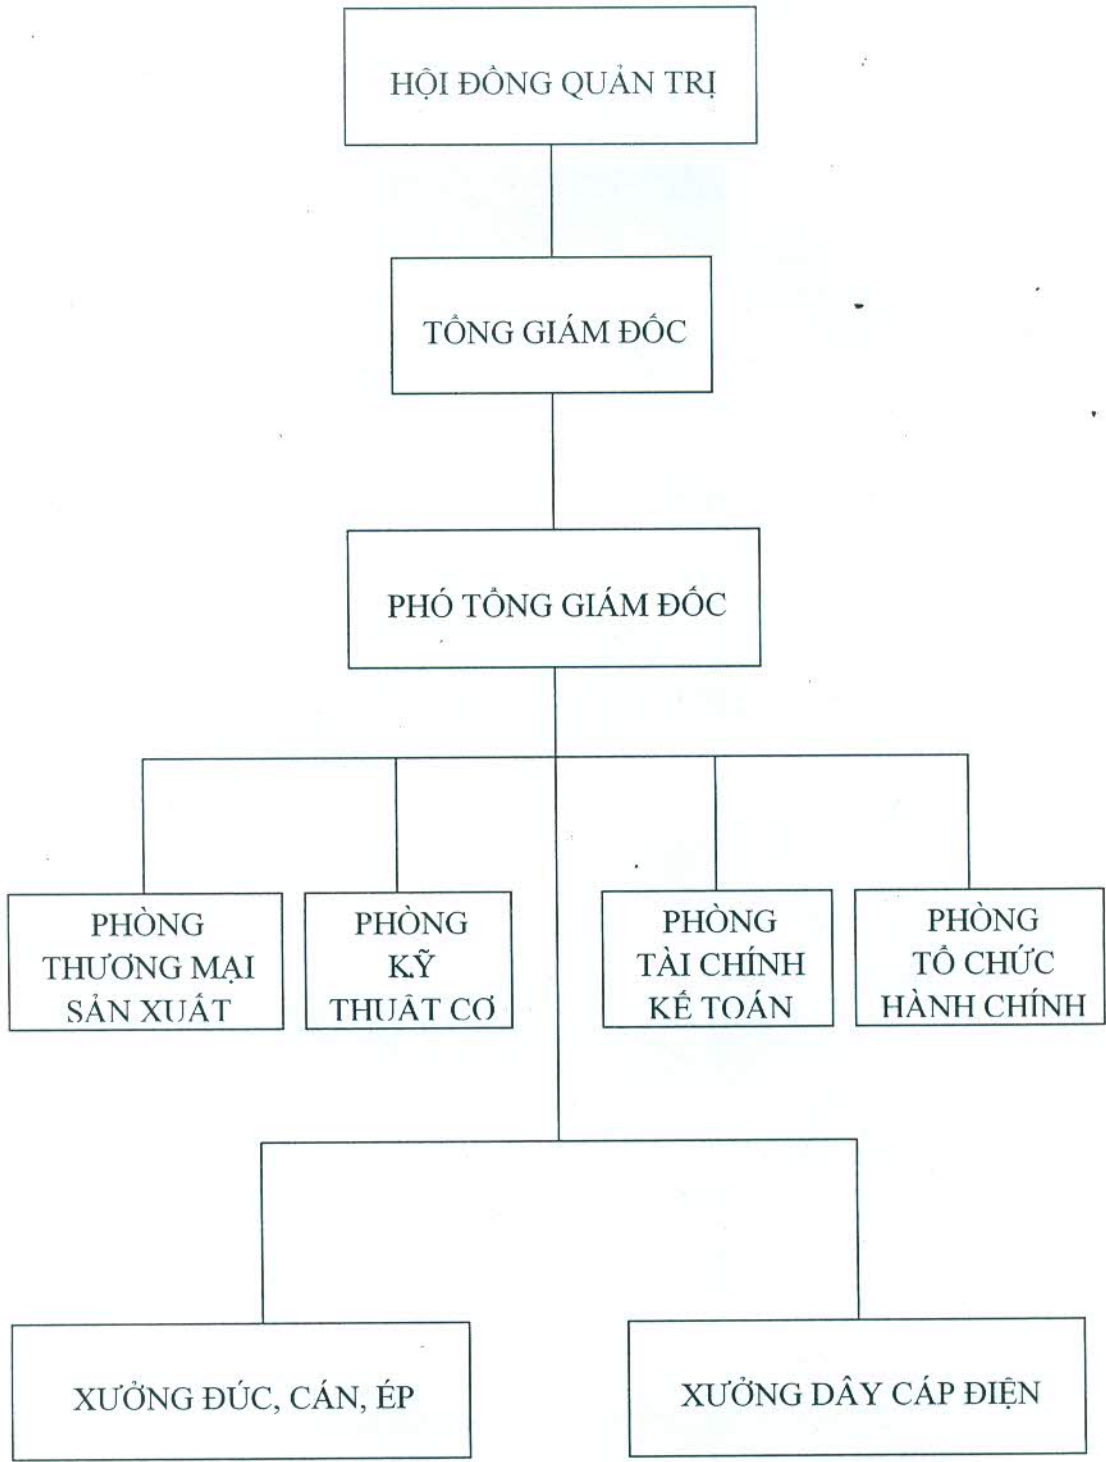 HỘI ĐỒNG QUẢN TRỊ
TỔNG GIÁM ĐỐC
PHÓ TỔNG GIÁM ĐỐC
PHÒNG
THƯƠNG MẠI
SẢN XUẤT
PHÒNG
KỸ
THUẬT CƠ
PHÒNG
TÀI CHÍNH
KẾ TOÁN
PHÒNG
TỔ CHỨC
HÀNH CHÍNH
XƯỞNG ĐÚC, CÁN, ÉP
XƯỞNG DÂY CÁP ĐIỆN